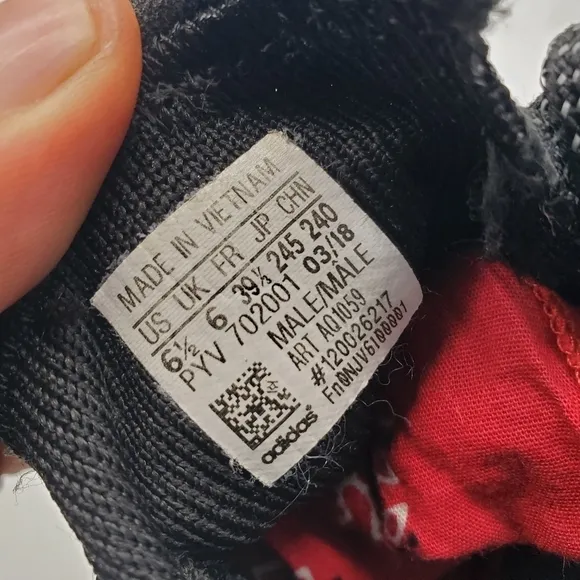 MADE IN VIETNAM
US UK FR JP CHN
6½ 6 39⅓ 245 240
PYV 702001 03/18
MALE/MALE
ART AQ1059
#120026217
Fn0NJV6100001
adidas